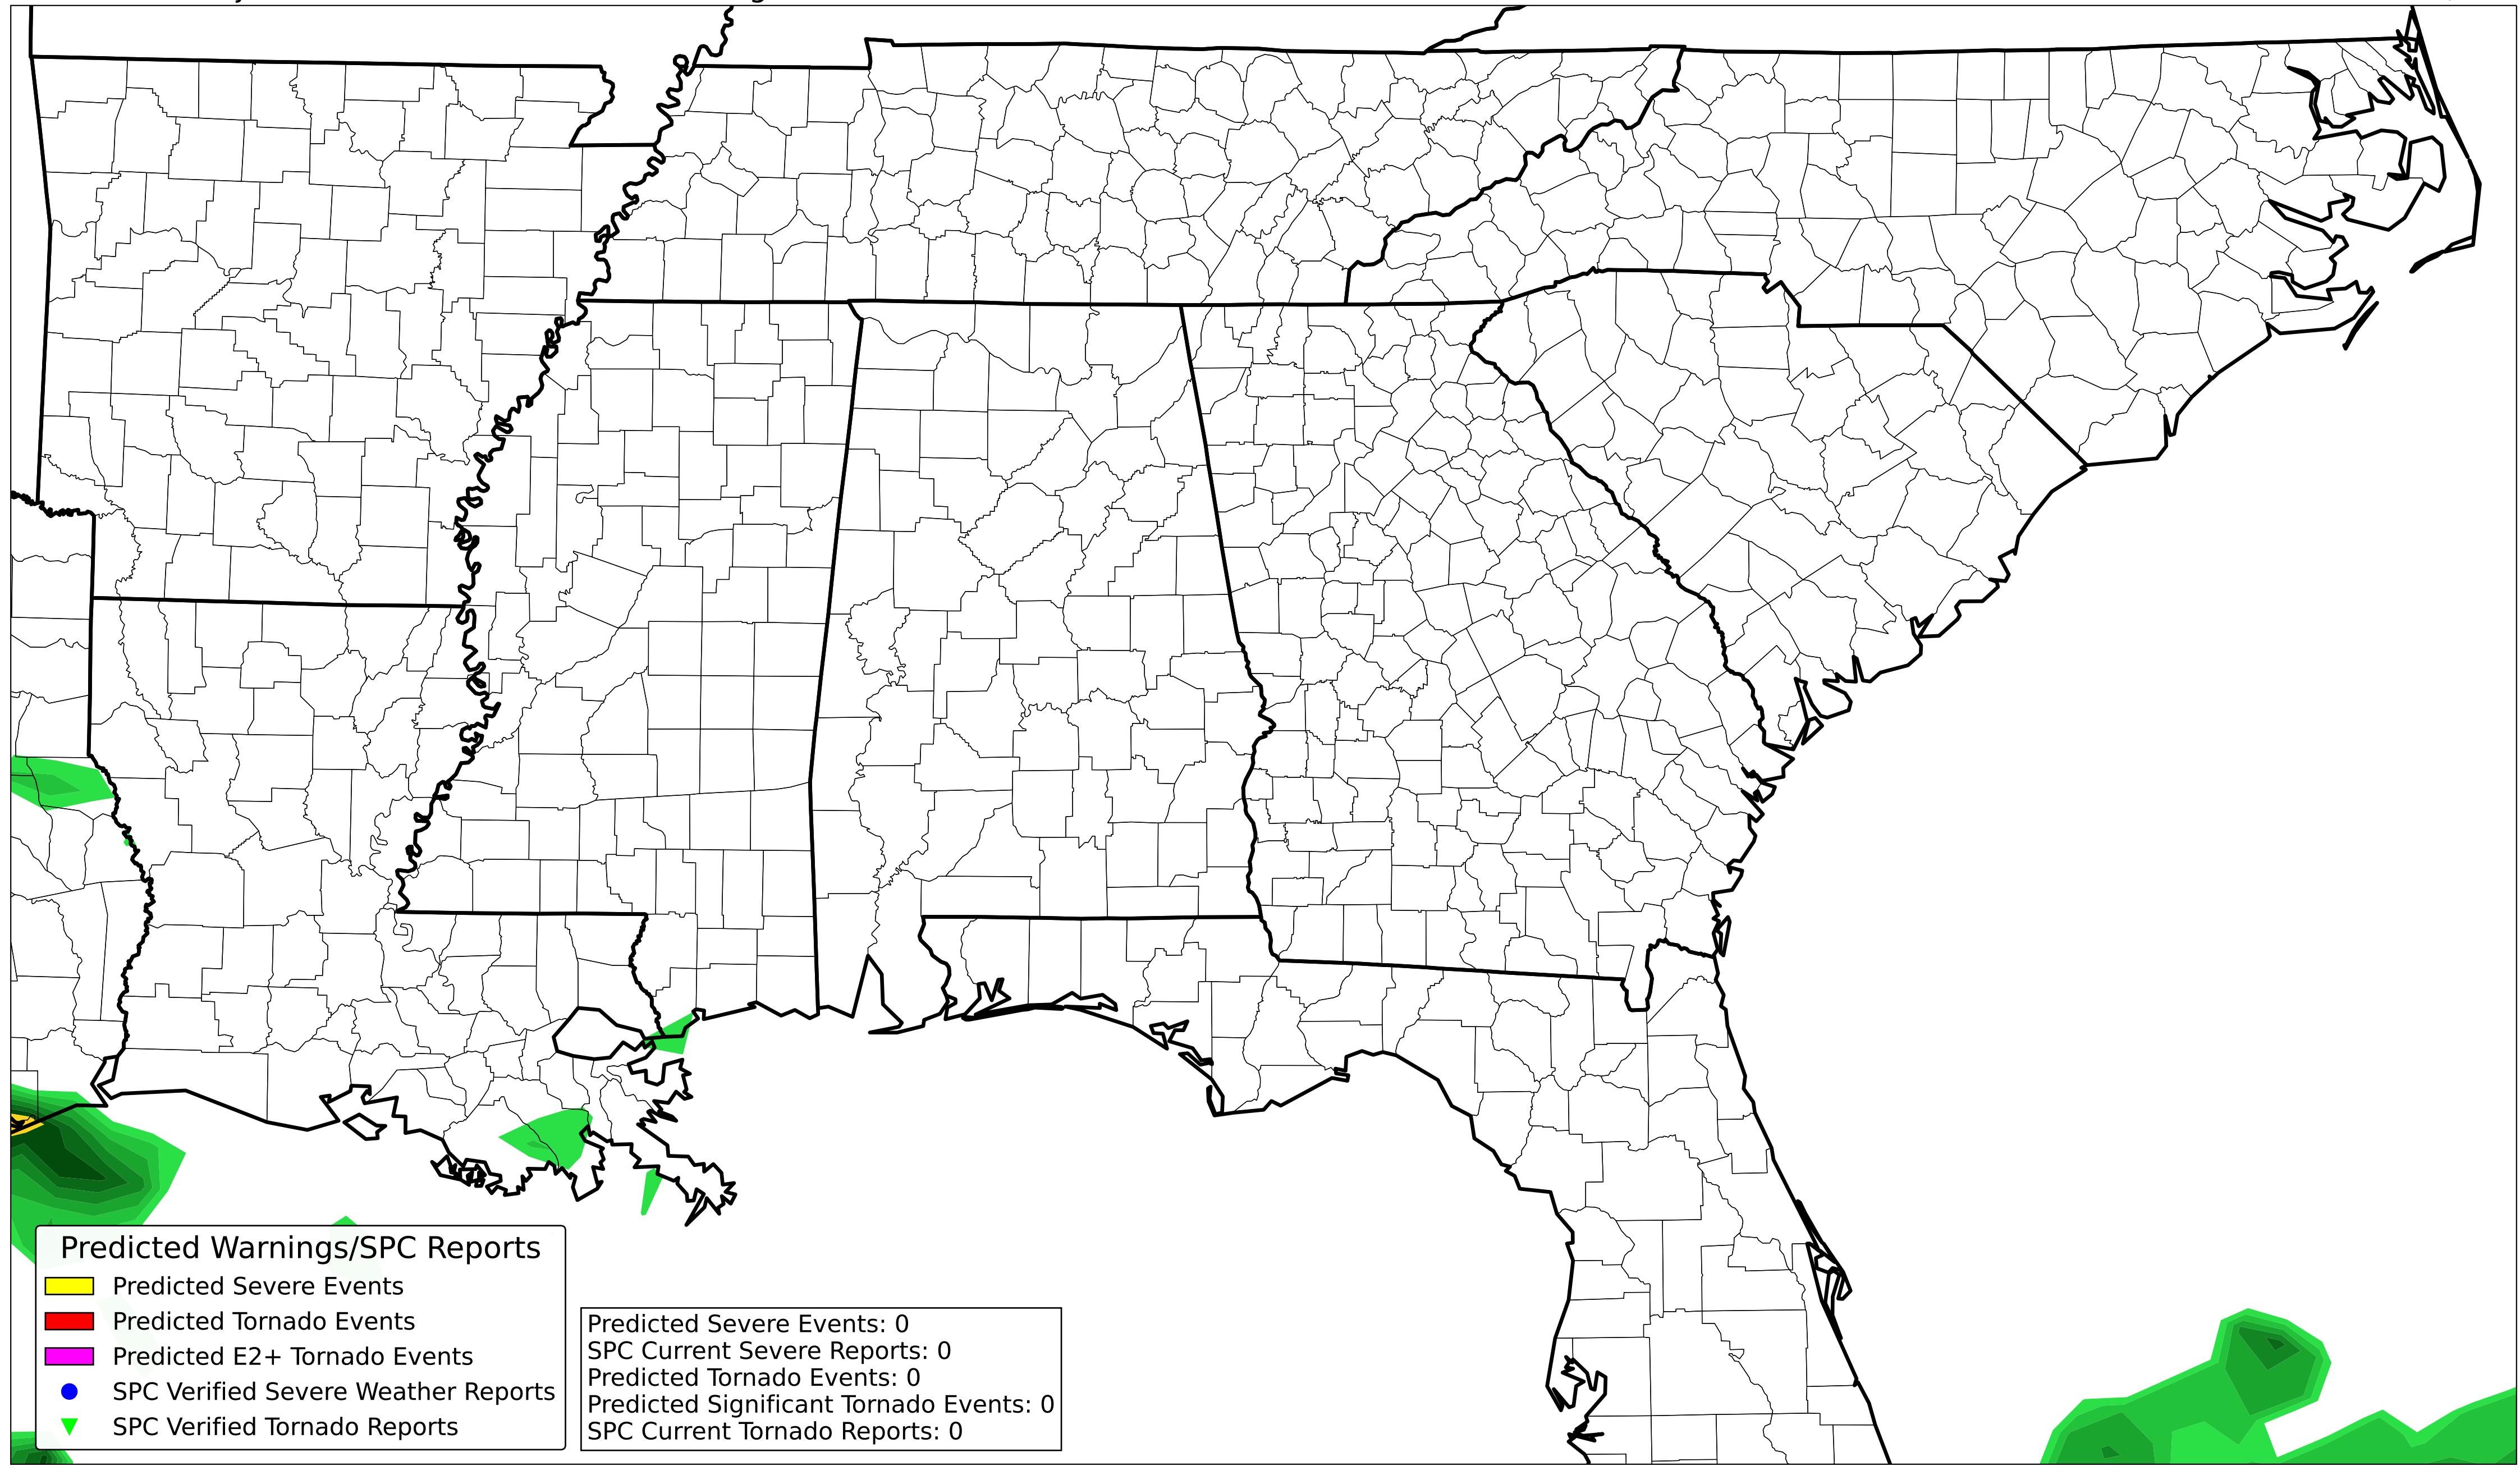 Predicted Warnings/SPC Reports
Predicted Severe Events
Predicted Tornado Events
Predicted E2+ Tornado Events
SPC Verified Severe Weather Reports
SPC Verified Tornado Reports
Predicted Severe Events: 0
SPC Current Severe Reports: 0
Predicted Tornado Events: 0
Predicted Significant Tornado Events: 0
SPC Current Tornado Reports: 0